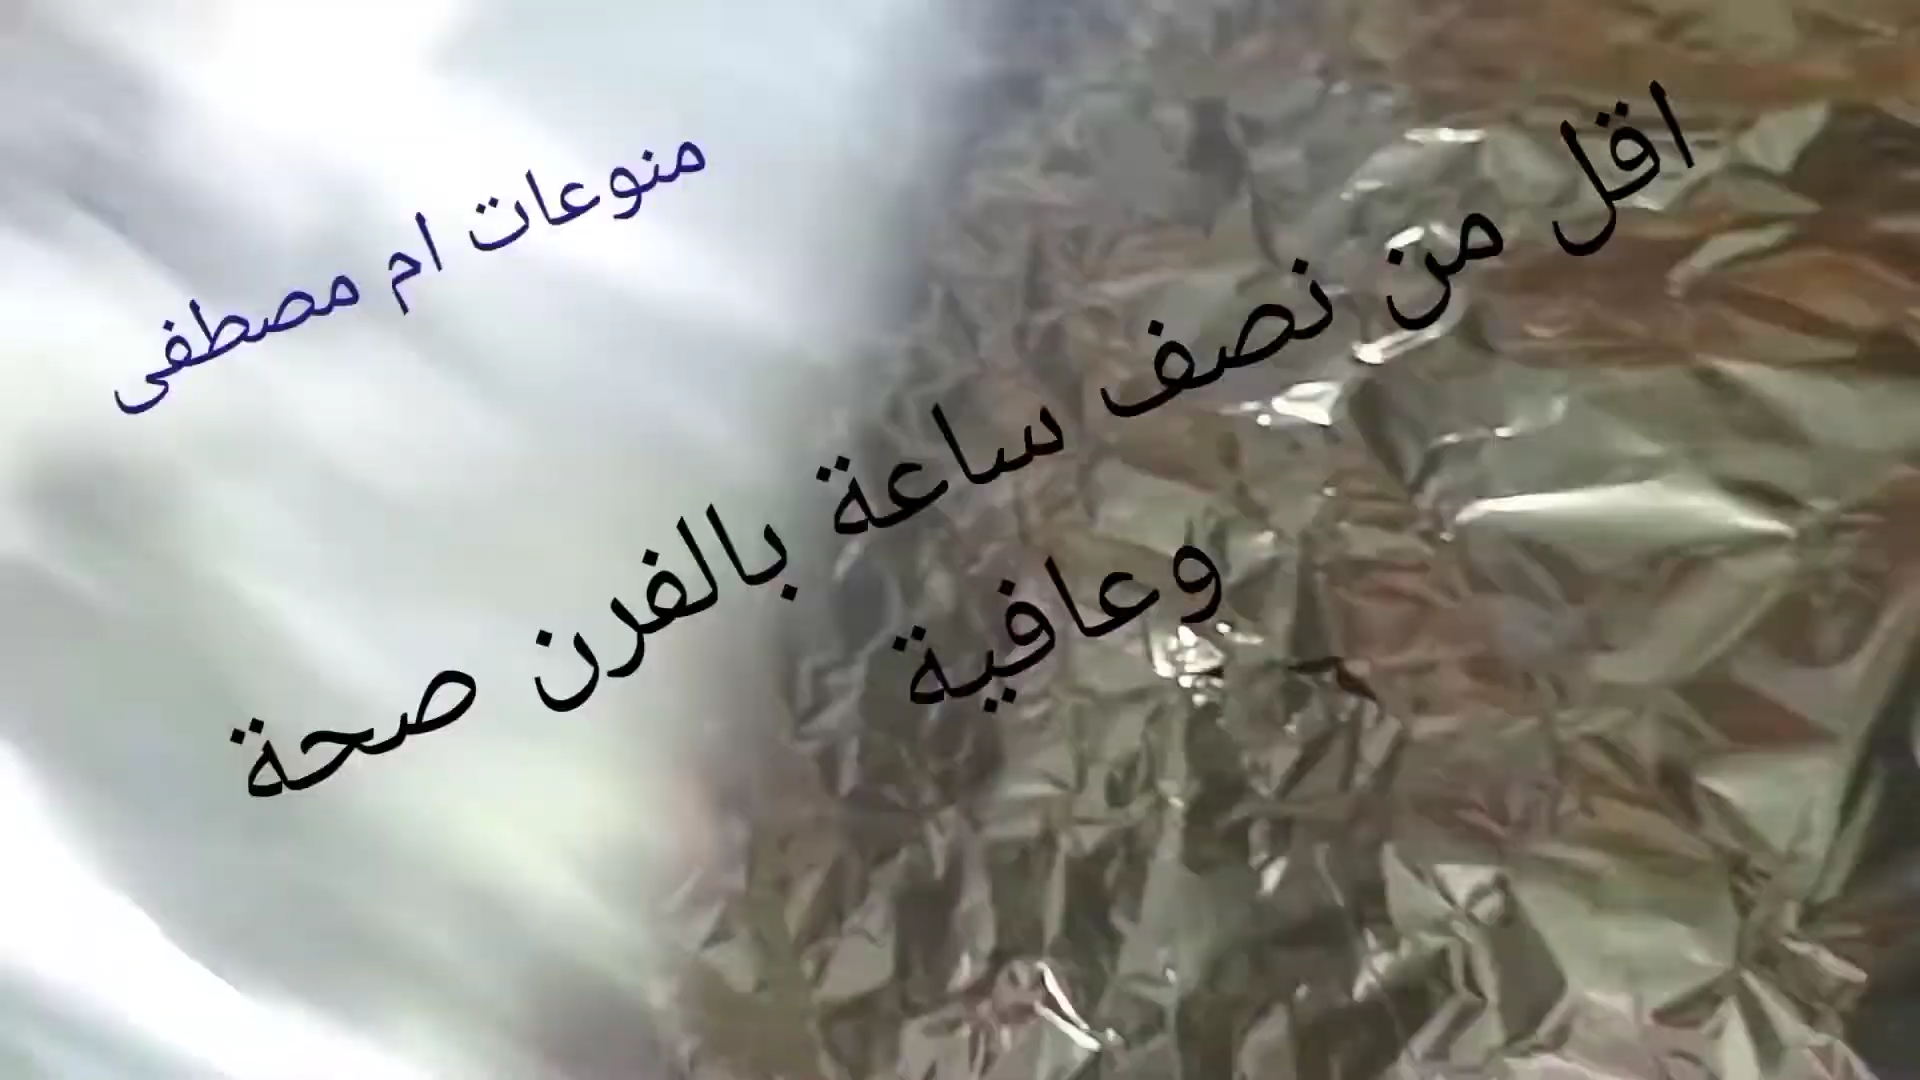 منوعات ام مصطفى
اقل من نصف ساعة بالفرن صحة
وعافية